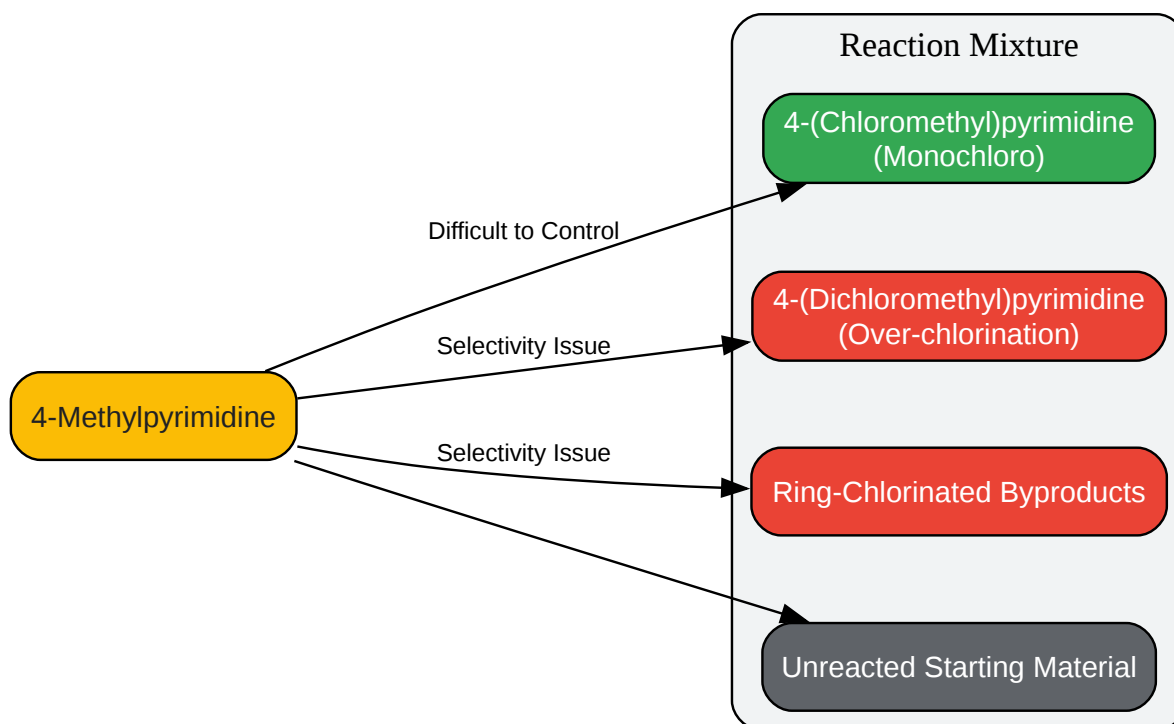 Reaction Mixture
4-(Chloromethyl)pyrimidine
(Monochloro)
Difficult to Control
4-(Dichloromethyl)pyrimidine
(Over-chlorination)
Selectivity Issue
4-Methylpyrimidine
Selectivity Issue
Ring-Chlorinated Byproducts
Unreacted Starting Material